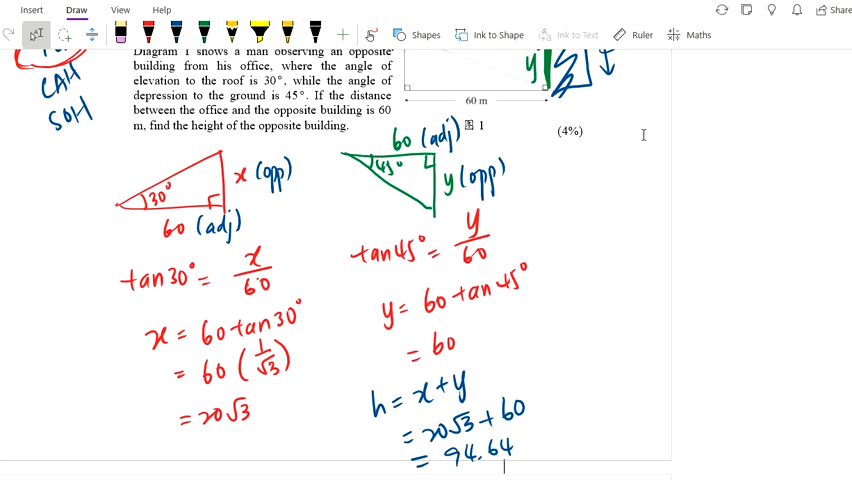 Insert Draw View Help Share
Shapes Ink to Shape Ink to Text Ruler Maths
CAH
SOH
Diagram 1 shows a man observing an opposite
building from his office, where the angle of
elevation to the roof is 30°, while the angle of
depression to the ground is 45°. If the distance
between the office and the opposite building is 60
m, find the height of the opposite building.
y
60 m
图 1
(4%)
30°
x (opp)
60 (adj)
60 (adj)
45°
y (opp)
tan 30° = x/60
x = 60 tan 30°
= 60 (1/√3)
= 20√3
tan 45° = y/60
y = 60 tan 45°
= 60
h = x + y
= 20√3 + 60
= 94.64